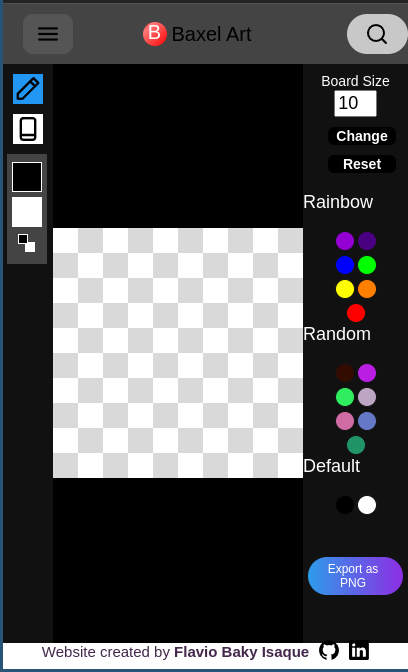 B Baxel Art
Board Size
10
Change
Reset
Rainbow
Random
Default
Export as
PNG
Website created by Flavio Baky Isaque